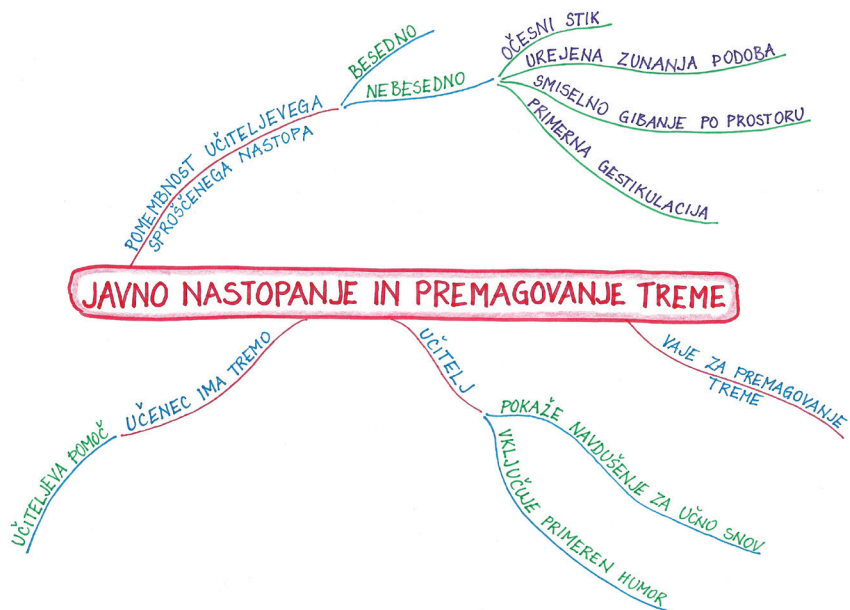 BESEDNO
NEBESEDNO
OČESNI STIK
UREJENA ZUNANJA PODOBA
SMISELNO GIBANJE PO PROSTORU
PRIMERNA GESTIKULACIJA
POMEMBNOST UČITELJEVEGA
SPROŠČENEGA NASTOPA
JAVNO NASTOPANJE IN PREMAGOVANJE TREME
UČENEC IMA TREMO
UČITELJEVA POMOČ
UČITELJ
POKAŽE NAVDUŠENJE ZA UČNO SNOV
VKLJUČUJE PRIMEREN HUMOR
VAJE ZA PREMAGOVANJE
TREME